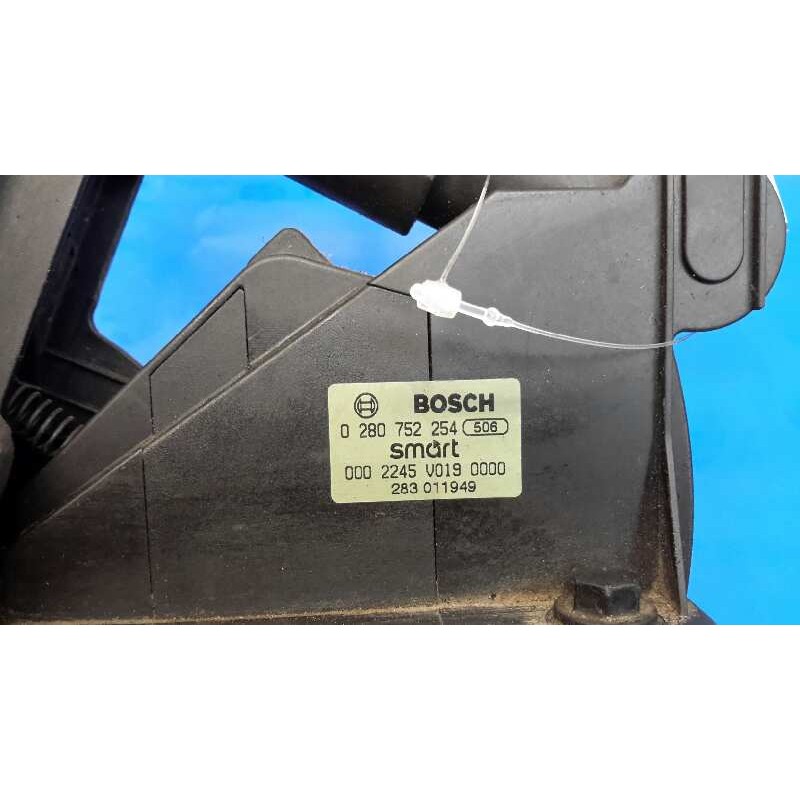 BOSCH
0 280 752 254 506
smart
000 2245 V019 0000
283 011949